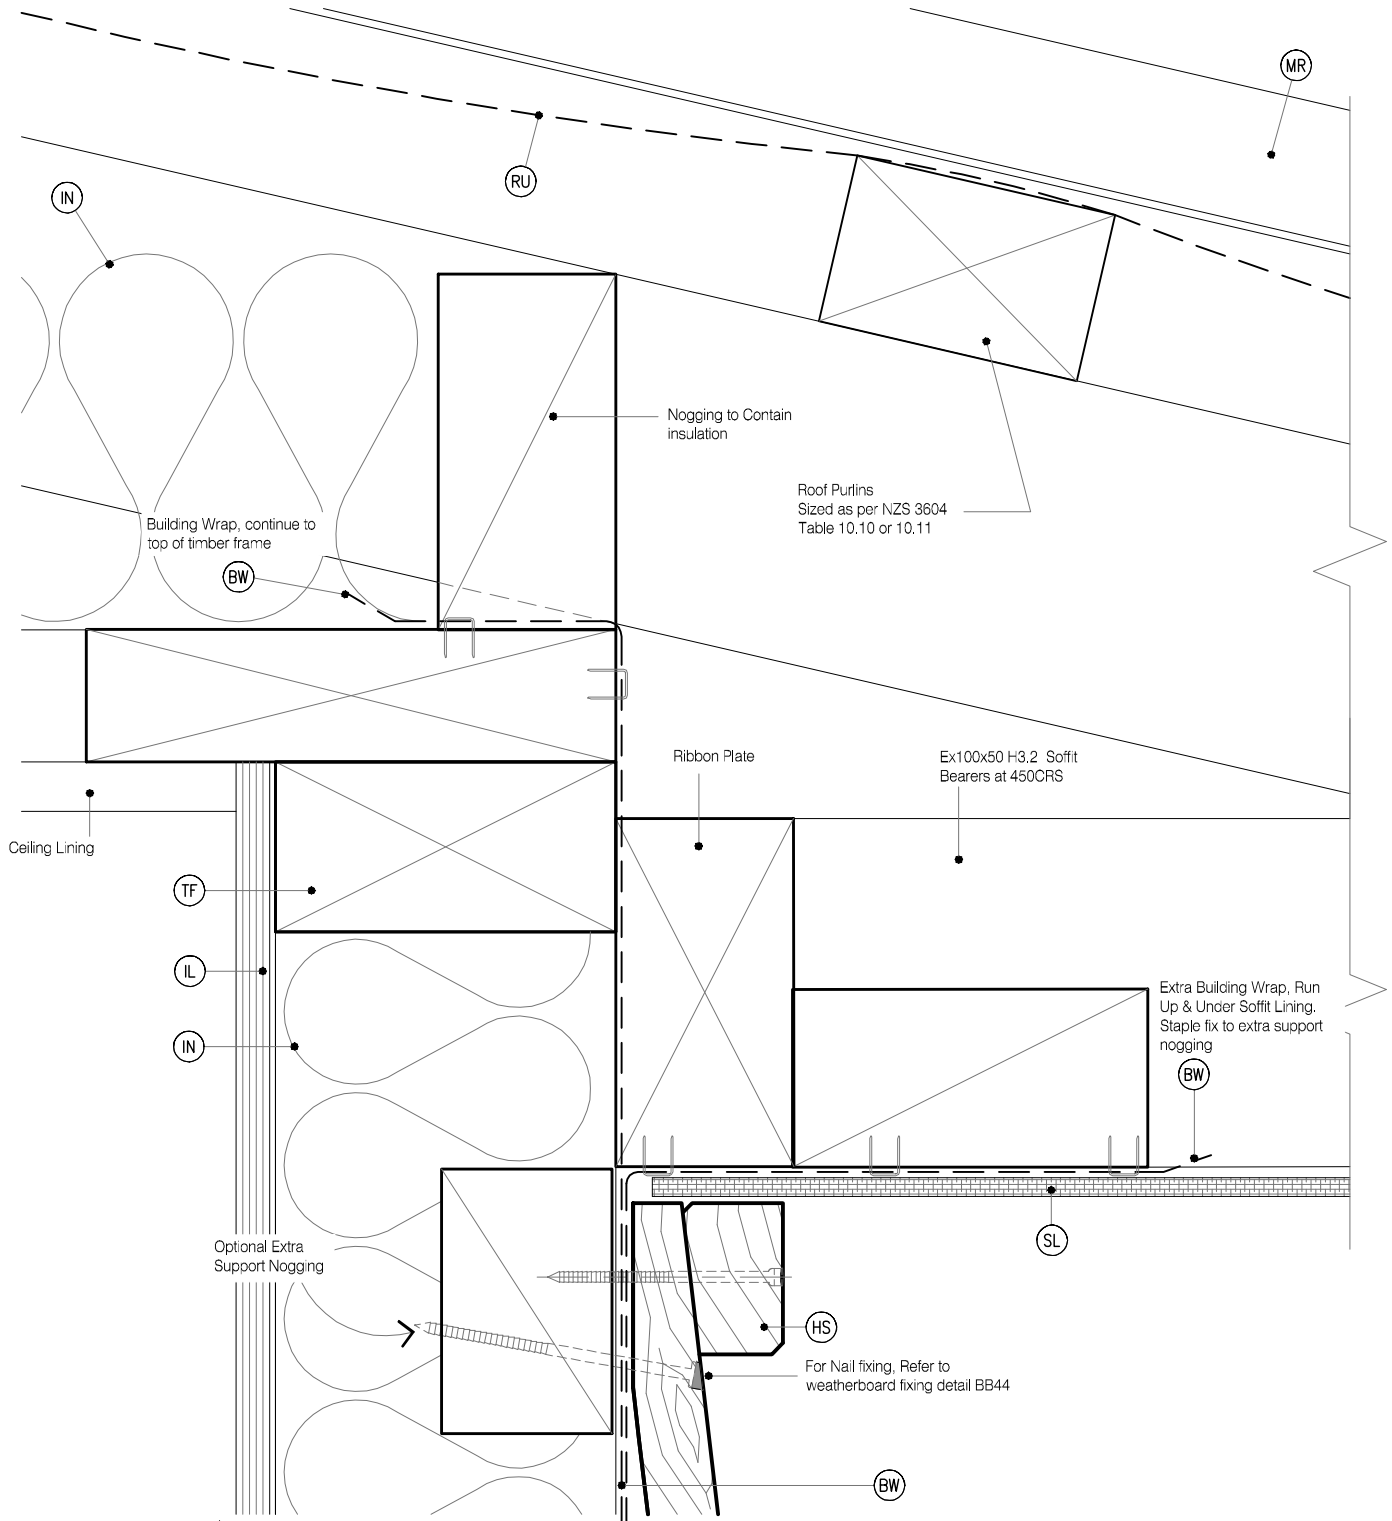 MR
RU
IN
Nogging to Contain
insulation
Roof Purlins
Sized as per NZS 3604
Table 10.10 or 10.11
Building Wrap, continue to
top of timber frame
BW
Ribbon Plate
Ex100x50 H3.2 Soffit
Bearers at 450CRS
Ceiling Lining
TF
IL
IN
Extra Building Wrap, Run
Up & Under Soffit Lining.
Staple fix to extra support
nogging
BW
SL
Optional Extra
Support Nogging
HS
For Nail fixing, Refer to
weatherboard fixing detail BB44
BW